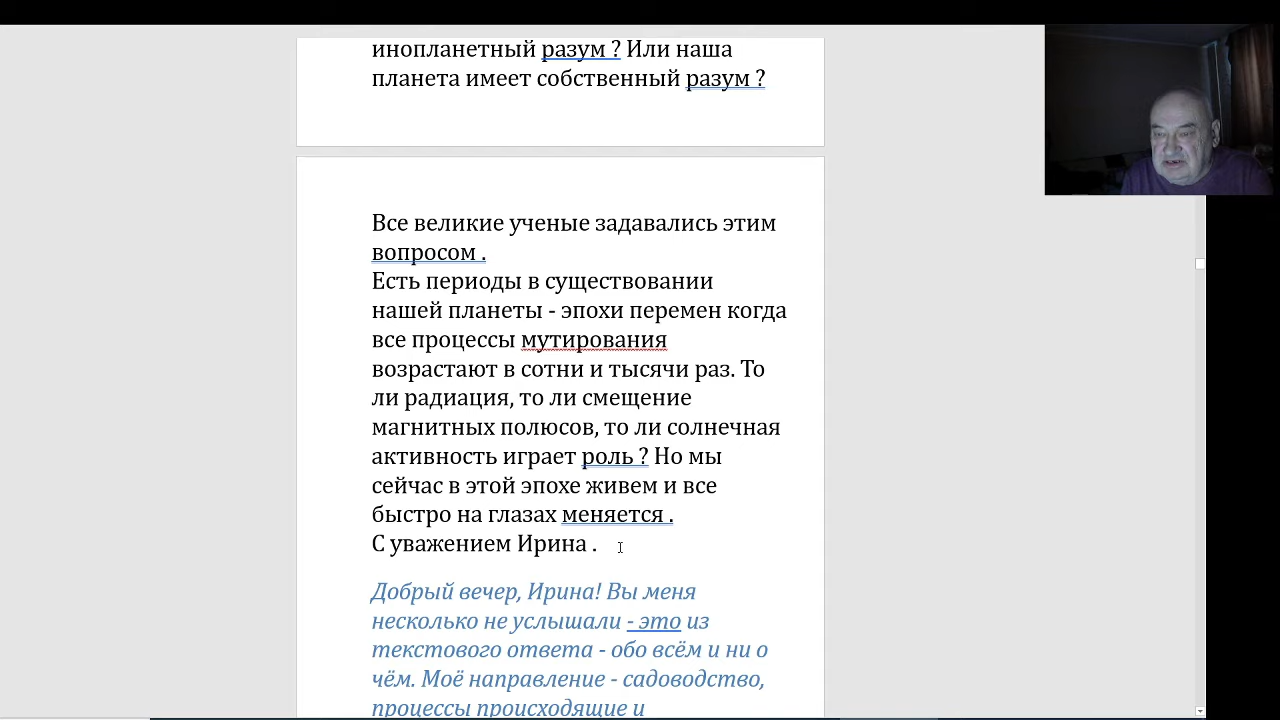 инопланетный разум ? Или наша
планета имеет собственный разум ?
Все великие ученые задавались этим
вопросом .
Есть периоды в существовании
нашей планеты - эпохи перемен когда
все процессы мутирования
возрастают в сотни и тысячи раз. То
ли радиация, то ли смещение
магнитных полюсов, то ли солнечная
активность играет роль ? Но мы
сейчас в этой эпохе живем и все
быстро на глазах меняется .
С уважением Ирина .
Добрый вечер, Ирина! Вы меня
несколько не услышали - это из
текстового ответа - обо всём и ни о
чём. Моё направление - садоводство,
процессы происходящие и